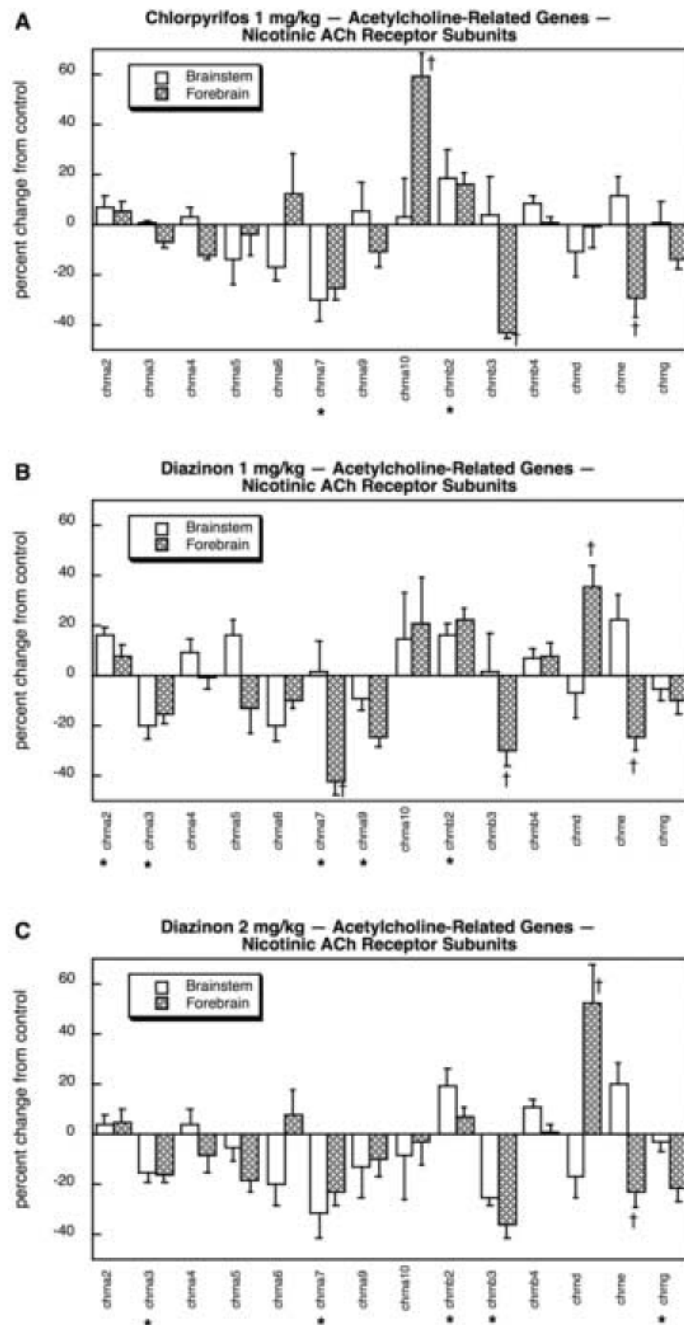 A
Chlorpyrifos 1 mg/kg — Acetylcholine-Related Genes —
Nicotinic ACh Receptor Subunits
percent change from control
60
40
20
0
-20
-40
Brainstem
Forebrain
†
†
†
chrna2 chrna3 chrna4 chrna5 chrna6 chrna7 chrna9 chrna10 chrnb2 chrnb3 chrnb4 chrnd chrne chrng
* *
B
Diazinon 1 mg/kg — Acetylcholine-Related Genes —
Nicotinic ACh Receptor Subunits
percent change from control
60
40
20
0
-20
-40
Brainstem
Forebrain
†
†
†
†
chrna2 chrna3 chrna4 chrna5 chrna6 chrna7 chrna9 chrna10 chrnb2 chrnb3 chrnb4 chrnd chrne chrng
* * * * *
C
Diazinon 2 mg/kg — Acetylcholine-Related Genes —
Nicotinic ACh Receptor Subunits
percent change from control
60
40
20
0
-20
-40
Brainstem
Forebrain
†
†
chrna2 chrna3 chrna4 chrna5 chrna6 chrna7 chrna9 chrna10 chrnb2 chrnb3 chrnb4 chrnd chrne chrng
* * * * *